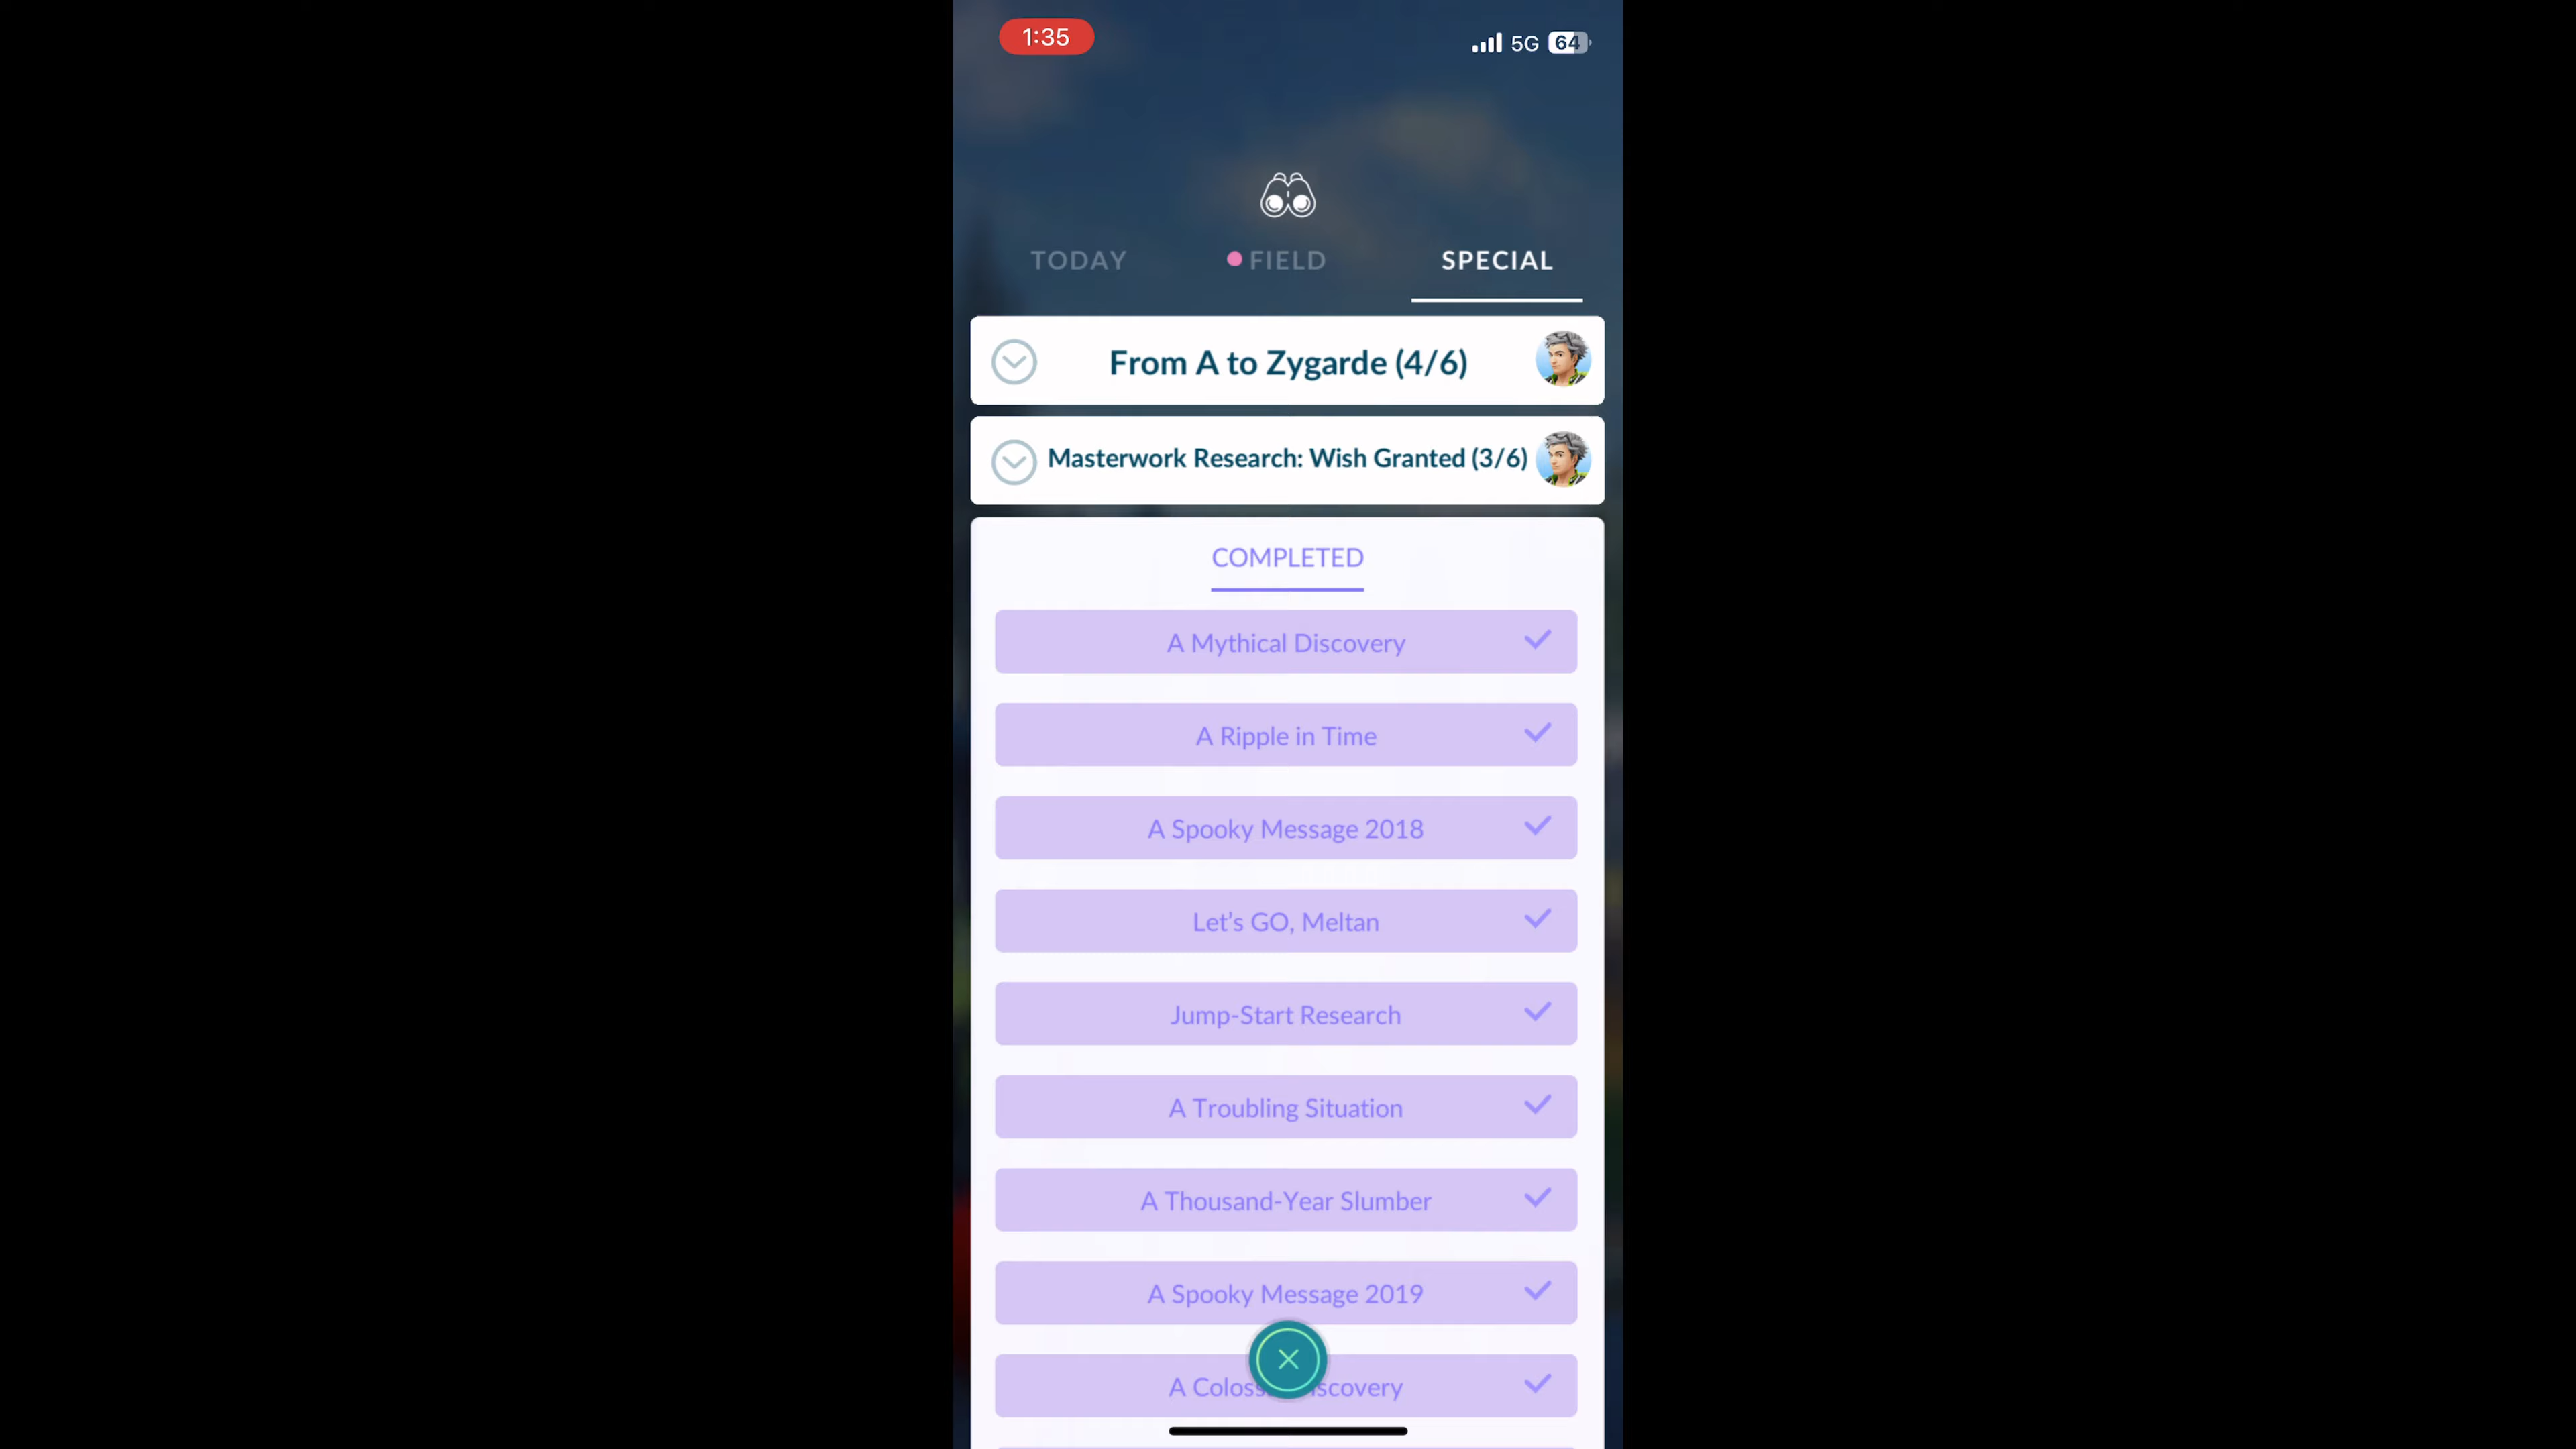 1:35
5G 64
TODAY
FIELD
SPECIAL
From A to Zygarde (4/6)
Masterwork Research: Wish Granted (3/6)
COMPLETED
A Mythical Discovery
A Ripple in Time
A Spooky Message 2018
Let's GO, Meltan
Jump-Start Research
A Troubling Situation
A Thousand-Year Slumber
A Spooky Message 2019
A